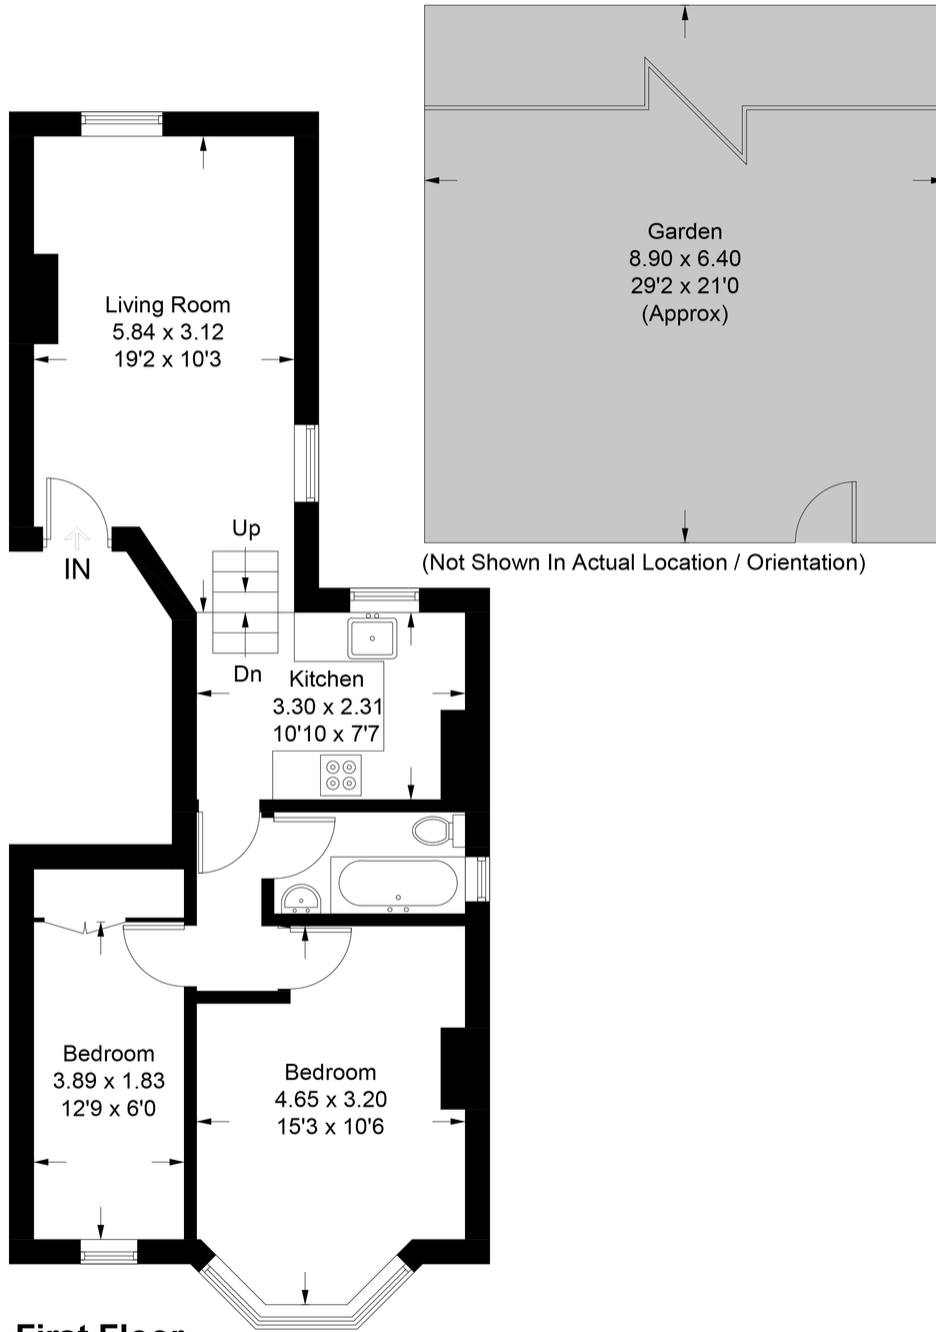 Garden
8.90 x 6.40
29'2 x 21'0
(Approx)
(Not Shown In Actual Location / Orientation)
Living Room
5.84 x 3.12
19'2 x 10'3
IN
Up
Dn
Kitchen
3.30 x 2.31
10'10 x 7'7
Bedroom
3.89 x 1.83
12'9 x 6'0
Bedroom
4.65 x 3.20
15'3 x 10'6
First Floor